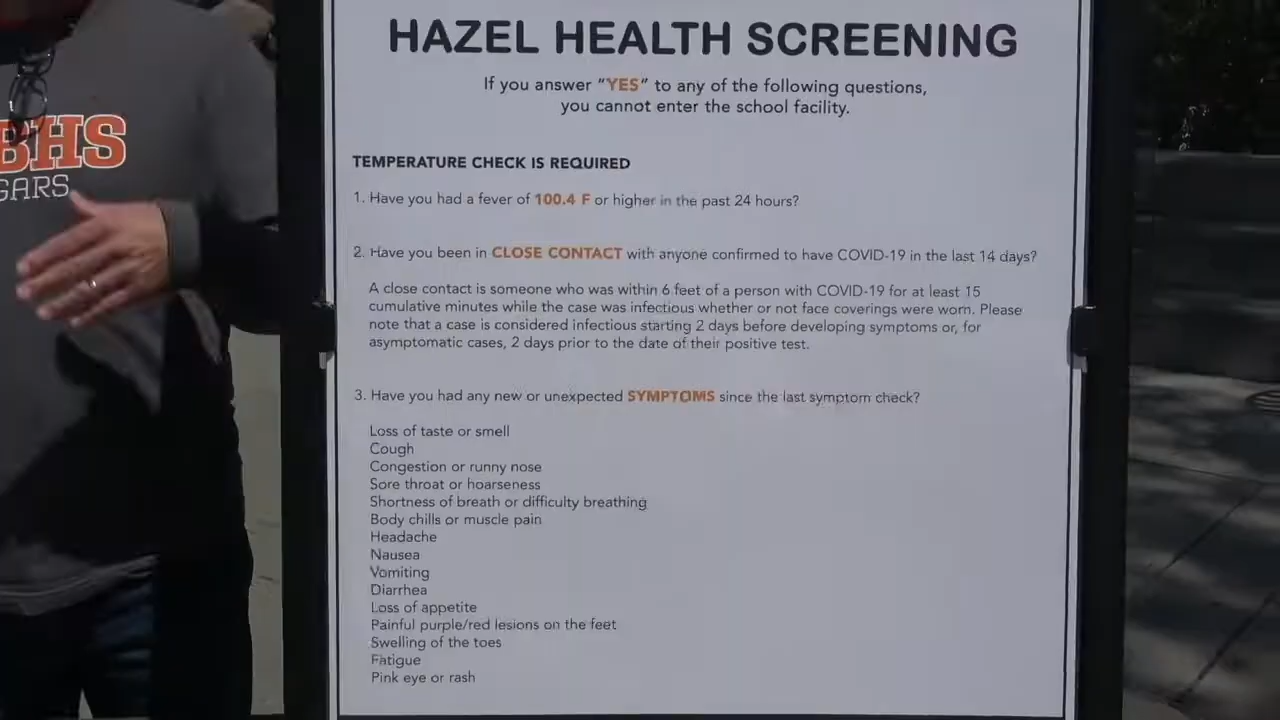 BHS
GARS
HAZEL HEALTH SCREENING
If you answer “YES” to any of the following questions,
you cannot enter the school facility.
TEMPERATURE CHECK IS REQUIRED
1. Have you had a fever of 100.4 F or higher in the past 24 hours?
2. Have you been in CLOSE CONTACT with anyone confirmed to have COVID-19 in the last 14 days?
A close contact is someone who was within 6 feet of a person with COVID-19 for at least 15
cumulative minutes while the case was infectious whether or not face coverings were worn. Please
note that a case is considered infectious starting 2 days before developing symptoms or, for
asymptomatic cases, 2 days prior to the date of their positive test.
3. Have you had any new or unexpected SYMPTOMS since the last symptom check?
Loss of taste or smell
Cough
Congestion or runny nose
Sore throat or hoarseness
Shortness of breath or difficulty breathing
Body chills or muscle pain
Headache
Nausea
Vomiting
Diarrhea
Loss of appetite
Painful purple/red lesions on the feet
Swelling of the toes
Fatigue
Pink eye or rash